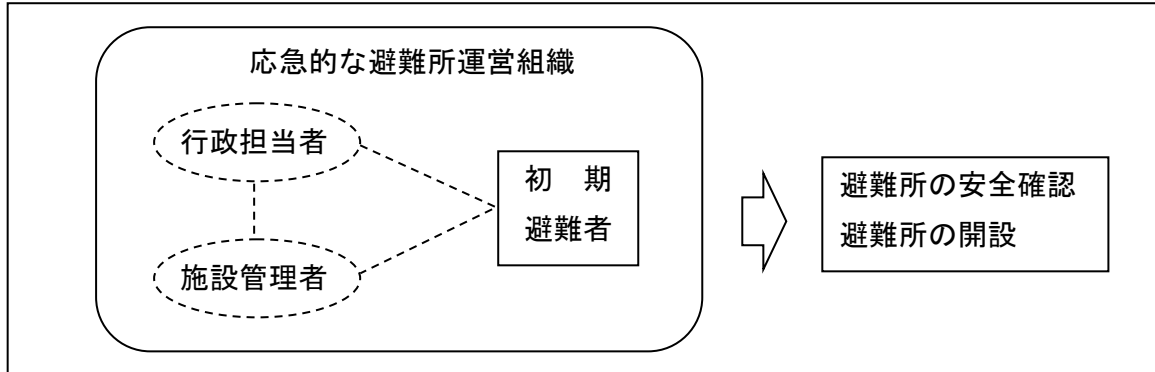 応急的な避難所運営組織
行政担当者
施設管理者
初　期
避難者
避難所の安全確認
避難所の開設